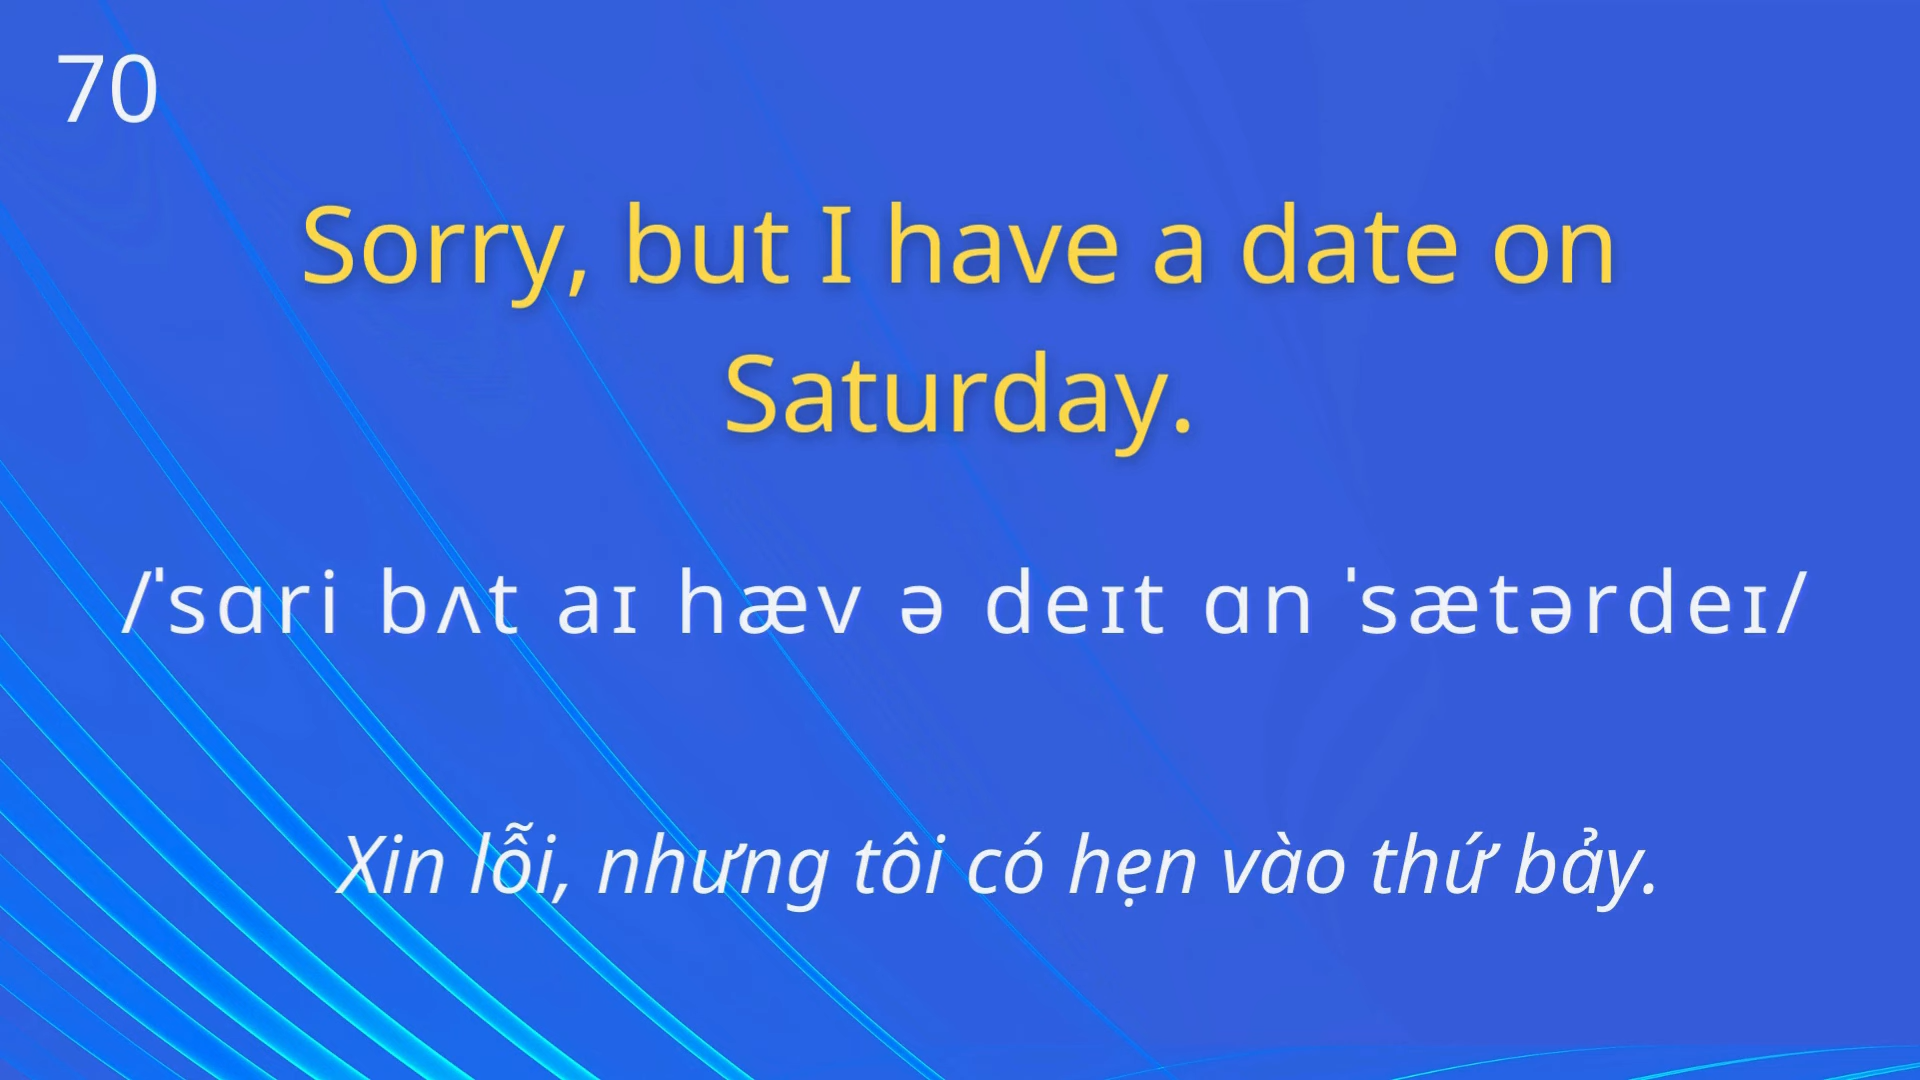 70
Sorry, but I have a date on
Saturday.
/ˈsɑri bʌt aɪ hæv ə deɪt ɑn ˈsætərdeɪ/
Xin lỗi, nhưng tôi có hẹn vào thứ bảy.